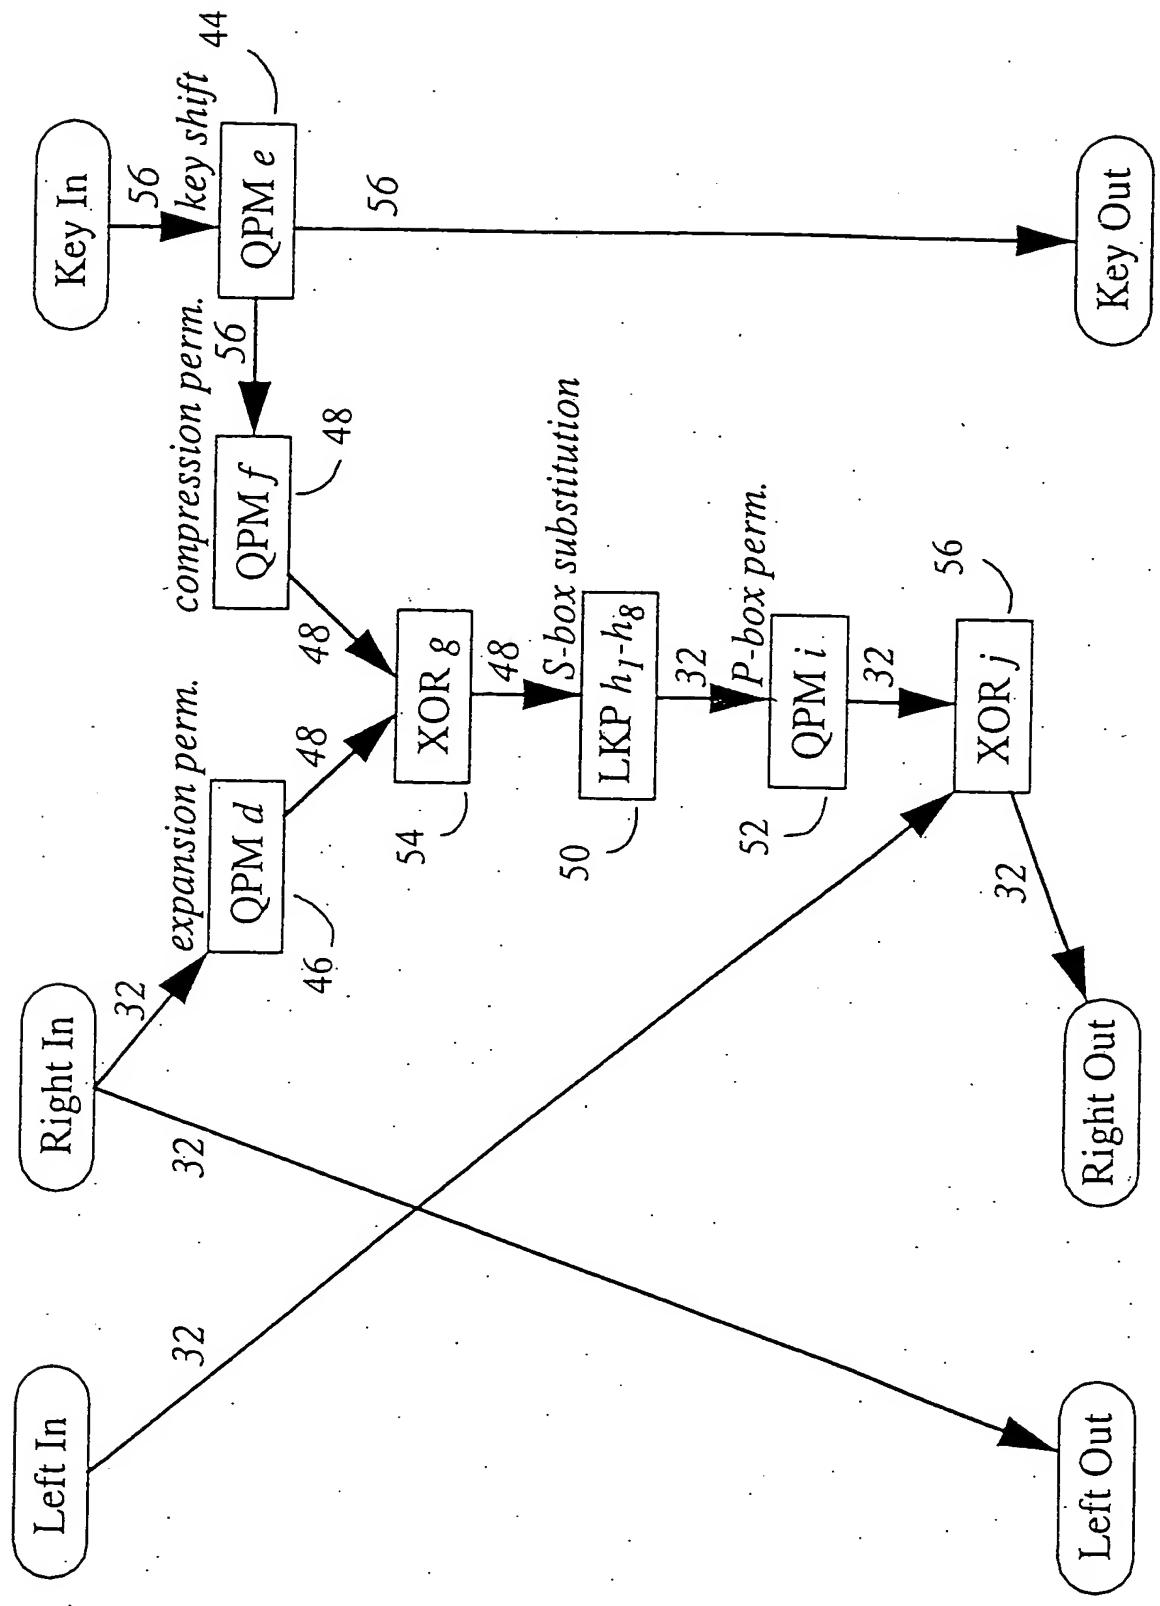 Left In
Right In
Key In
32
32
32
56
expansion perm.
compression perm.
key shift
44
QPM d
QPM f
QPM e
56
46
48
48
48
56
XOR g
54
48
S-box substitution
LKP h₁-h₈
50
32
P-box perm.
QPM i
52
32
XOR j
56
32
Left Out
Right Out
Key Out